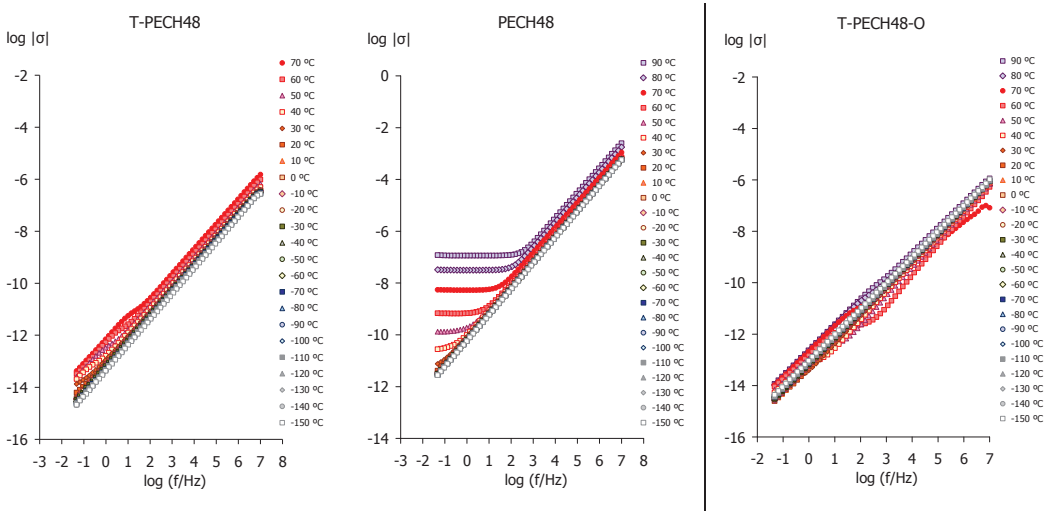 T-PECH48
log |σ|
-2
-4
-6
-8
-10
-12
-14
-16
-3 -2 -1 0 1 2 3 4 5 6 7 8
log (f/Hz)
70 ºC
60 ºC
50 ºC
40 ºC
30 ºC
20 ºC
10 ºC
0 ºC
-10 ºC
-20 ºC
-30 ºC
-40 ºC
-50 ºC
-60 ºC
-70 ºC
-80 ºC
-90 ºC
-100 ºC
-110 ºC
-120 ºC
-130 ºC
-140 ºC
-150 ºC
PECH48
log |σ|
0
-2
-4
-6
-8
-10
-12
-14
-3 -2 -1 0 1 2 3 4 5 6 7 8
log (f/Hz)
90 ºC
80 ºC
70 ºC
60 ºC
50 ºC
40 ºC
30 ºC
20 ºC
10 ºC
0 ºC
-10 ºC
-20 ºC
-30 ºC
-40 ºC
-50 ºC
-60 ºC
-70 ºC
-80 ºC
-90 ºC
-100 ºC
-110 ºC
-120 ºC
-130 ºC
-140 ºC
-150 ºC
T-PECH48-O
log |σ|
-2
-4
-6
-8
-10
-12
-14
-16
-2 -2 -1 0 1 2 3 4 5 6 7
log (f/Hz)
90 ºC
80 ºC
70 ºC
60 ºC
50 ºC
40 ºC
30 ºC
20 ºC
10 ºC
0 ºC
-10 ºC
-20 ºC
-30 ºC
-40 ºC
-50 ºC
-60 ºC
-70 ºC
-80 ºC
-90 ºC
-100 ºC
-110 ºC
-120 ºC
-130 ºC
-140 ºC
-150 ºC